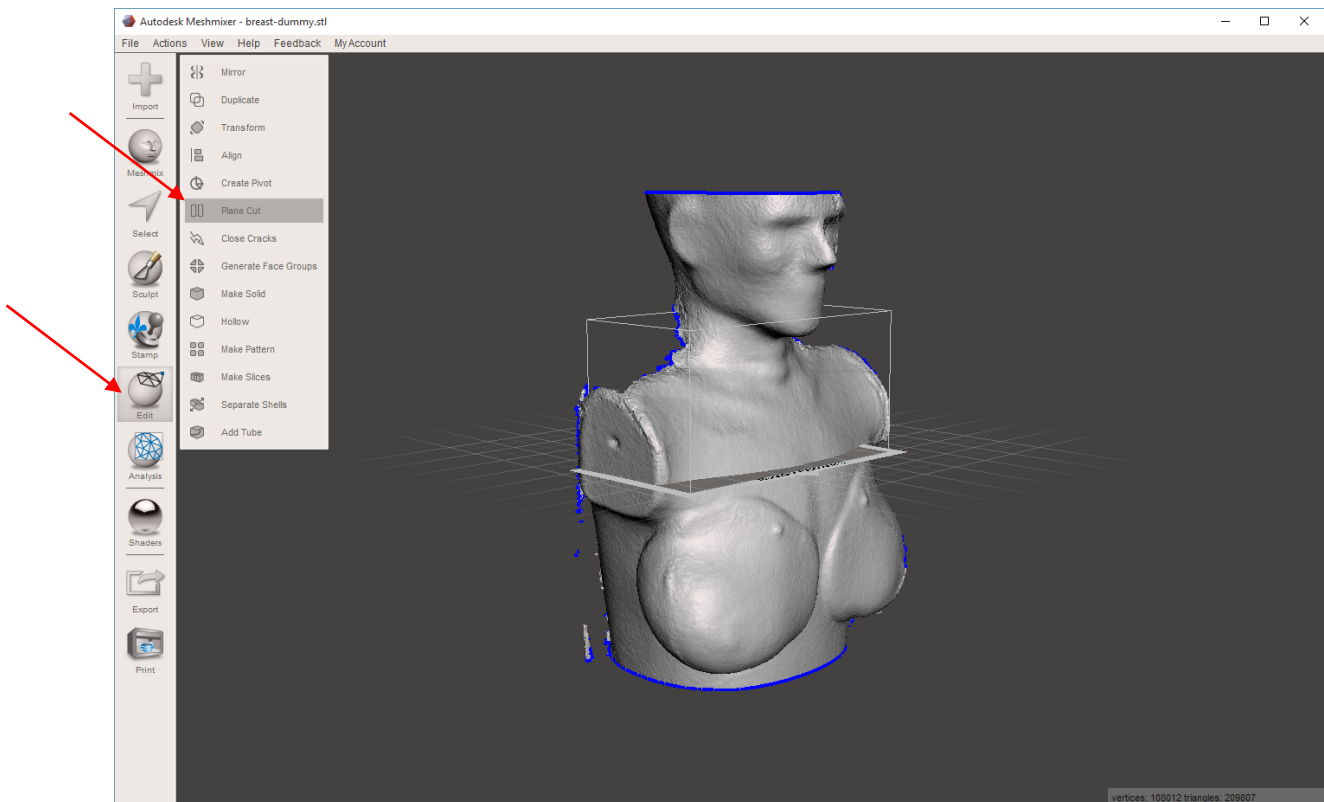 Autodesk Meshmixer - breast-dummy.stl
File Actions View Help Feedback MyAccount
Import
Meshmix
Select
Sculpt
Stamp
Edit
Analysis
Shaders
Export
Print
Mirror
Duplicate
Transform
Align
Create Pivot
Plane Cut
Close Cracks
Generate Face Groups
Make Solid
Hollow
Make Pattern
Make Slices
Separate Shells
Add Tube
vertices: 108012 triangles: 209807